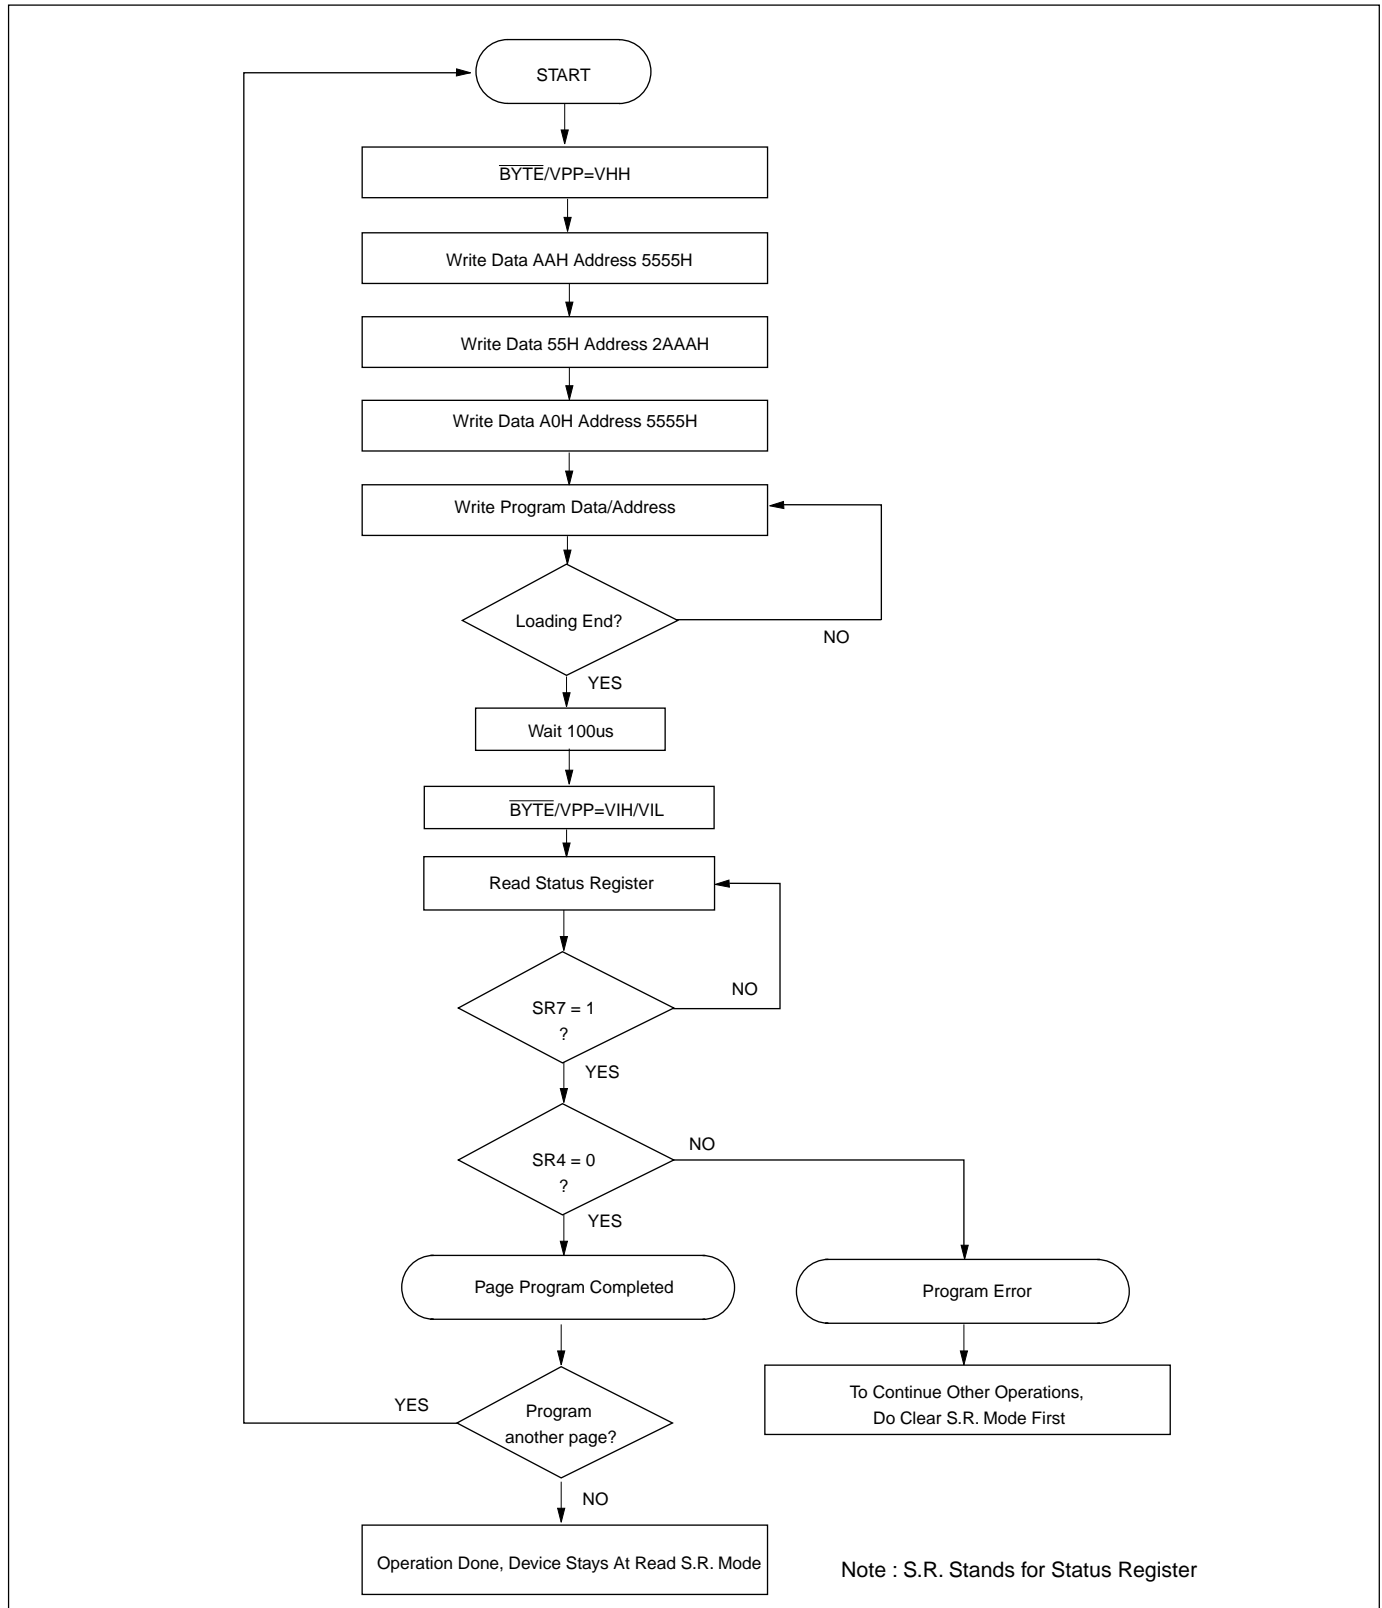 START
BYTE/VPP=VHH
Write Data AAH Address 5555H
Write Data 55H Address 2AAAH
Write Data A0H Address 5555H
Write Program Data/Address
Loading End?
NO
YES
Wait 100us
BYTE/VPP=VIH/VIL
Read Status Register
SR7 = 1
?
NO
YES
SR4 = 0
?
NO
YES
Page Program Completed
Program Error
To Continue Other Operations,
Do Clear S.R. Mode First
YES
Program
another page?
NO
Operation Done, Device Stays At Read S.R. Mode
Note : S.R. Stands for Status Register